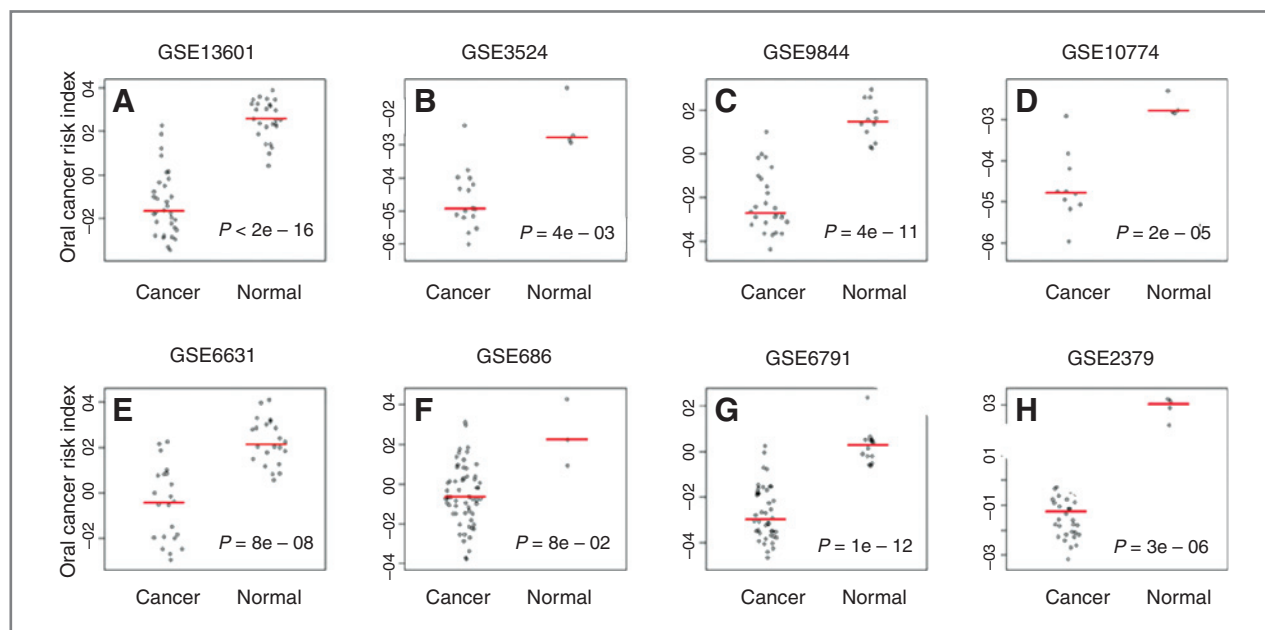 GSE13601 GSE3524 GSE9844 GSE10774
A B C D
Oral cancer risk index
04 02 00 −02
−02 −03 −04 −05 −06
02 00 −02 −04
−03 −04 −05 −06
P < 2e − 16 P = 4e − 03 P = 4e − 11 P = 2e − 05
Cancer Normal Cancer Normal Cancer Normal Cancer Normal
GSE6631 GSE686 GSE6791 GSE2379
E F G H
Oral cancer risk index
04 02 00 −02
04 02 00 −02 −04
02 00 −02 −04
03 01 −01 −03
P = 8e − 08 P = 8e − 02 P = 1e − 12 P = 3e − 06
Cancer Normal Cancer Normal Cancer Normal Cancer Normal